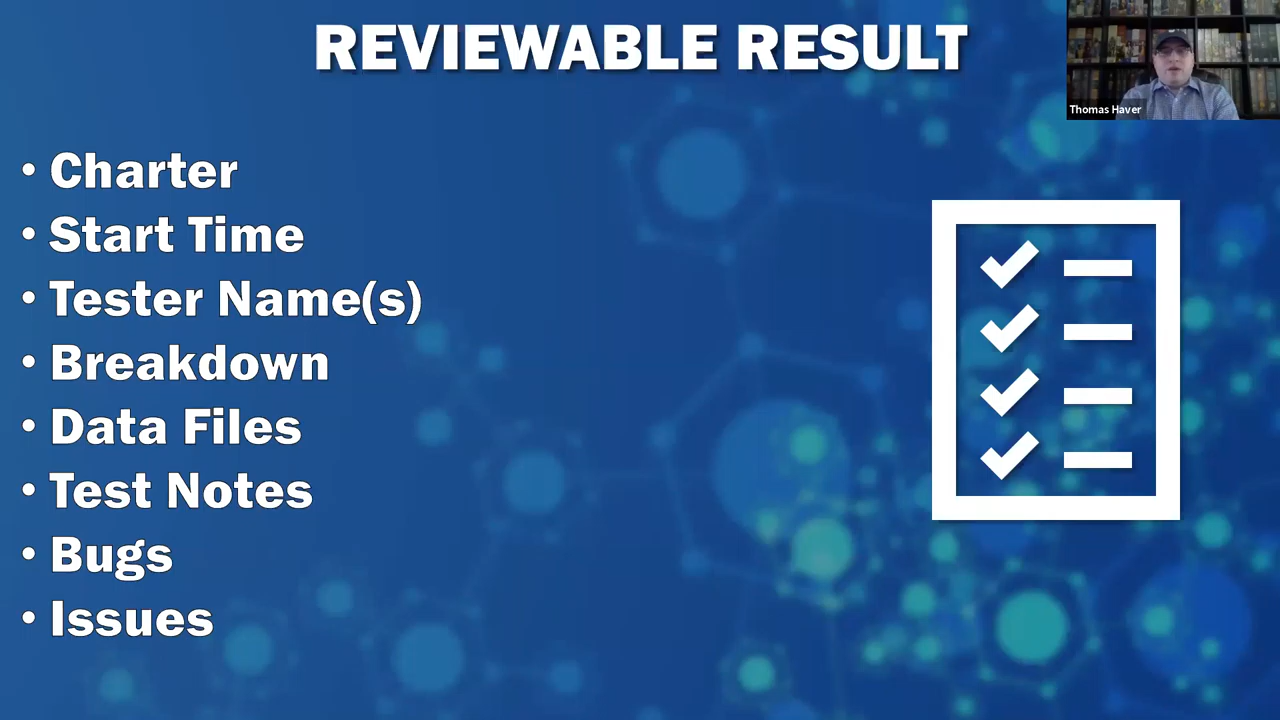 REVIEWABLE RESULT
Thomas Haver
• Charter
• Start Time
• Tester Name(s)
• Breakdown
• Data Files
• Test Notes
• Bugs
• Issues